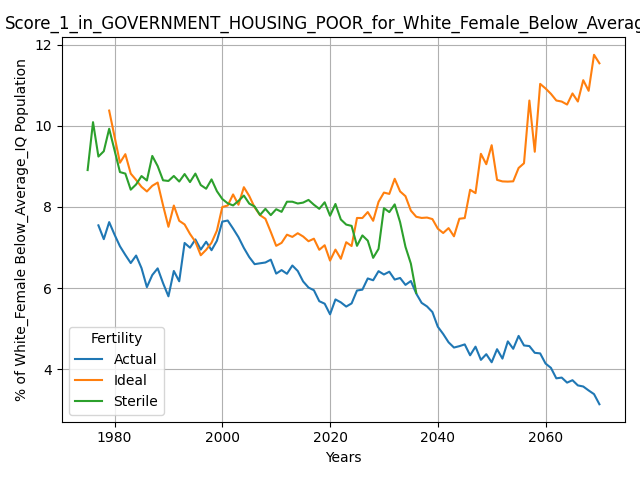 Score_1_in_GOVERNMENT_HOUSING_POOR_for_White_Female_Below_Averag
% of White_Female Below_Average_IQ Population
12
10
8
6
4
Fertility
Actual
Ideal
Sterile
1980 2000 2020 2040 2060
Years